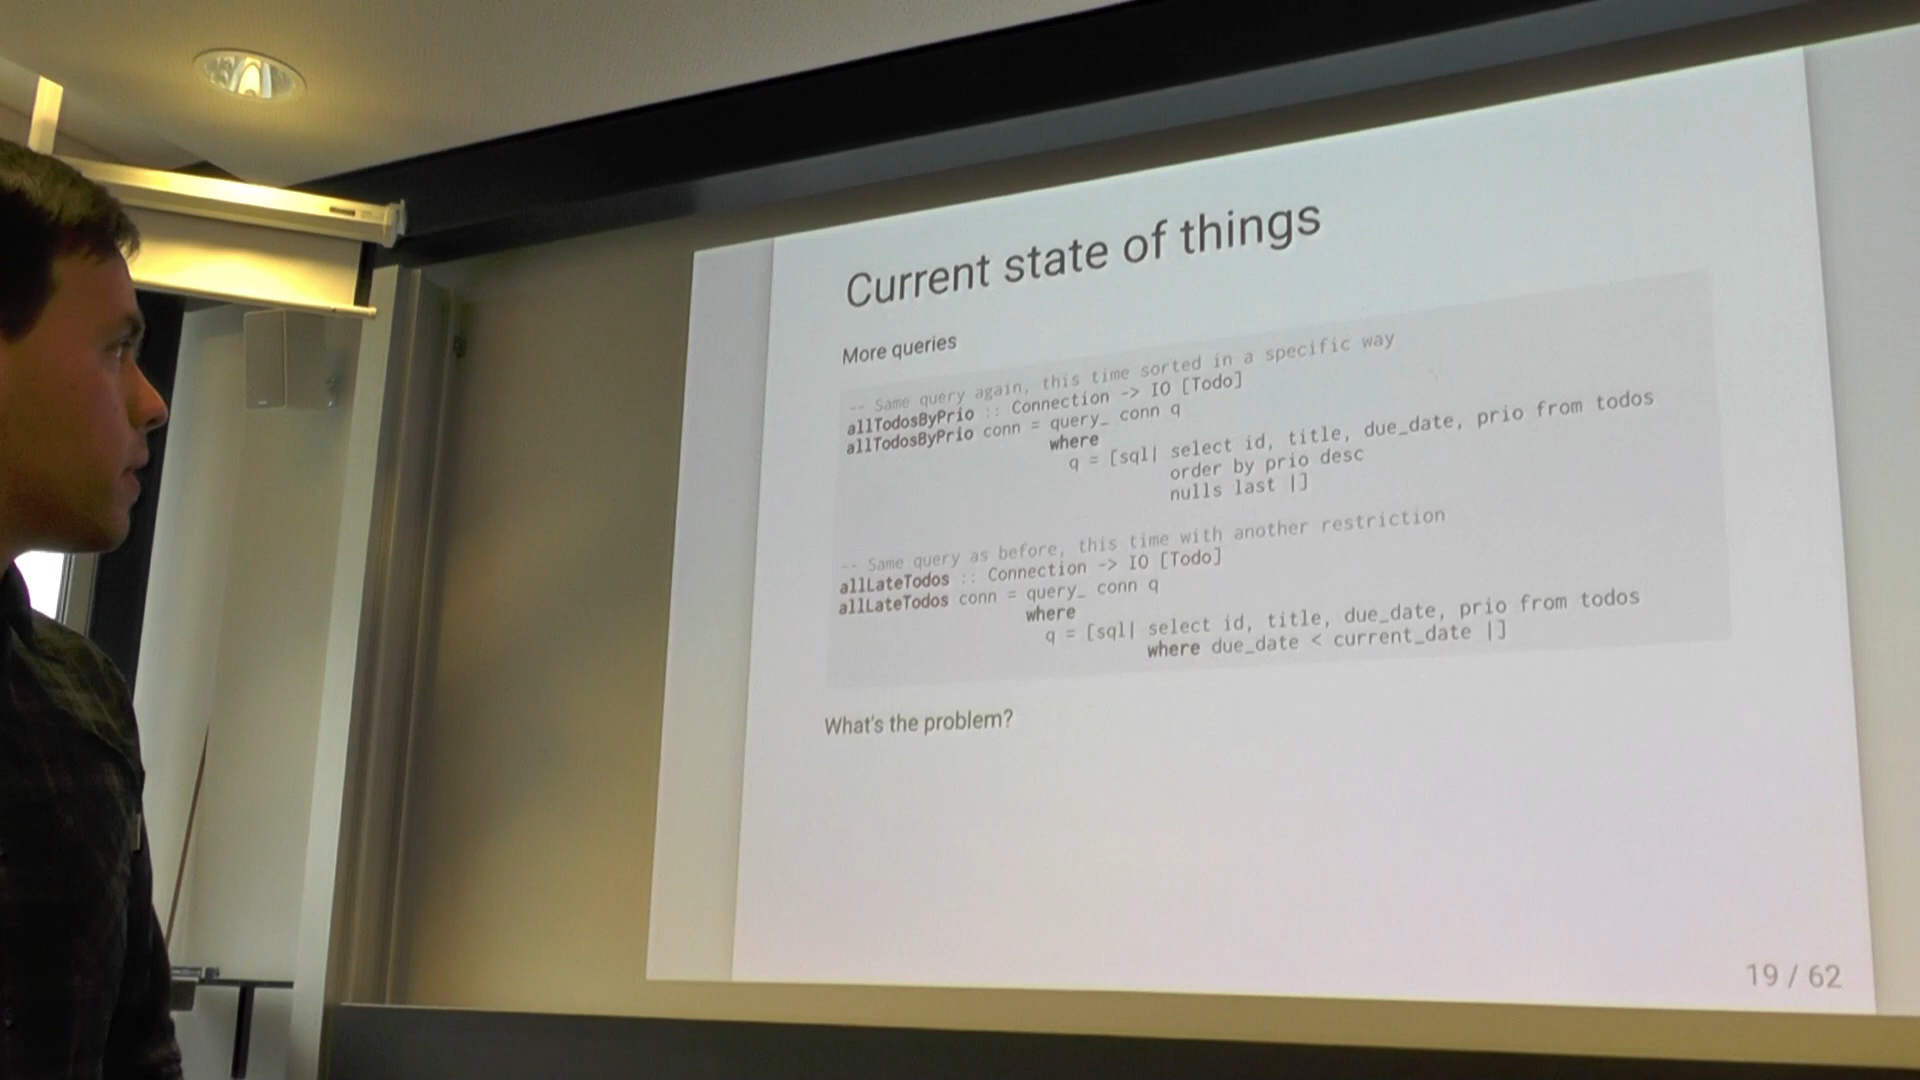 Current state of things
More queries
-- Same query again, this time sorted in a specific way
allTodosByPrio :: Connection -> IO [Todo]
allTodosByPrio conn = query_ conn q
where
q = [sql| select id, title, due_date, prio from todos
order by prio desc
nulls last |]
-- Same query as before, this time with another restriction
allLateTodos :: Connection -> IO [Todo]
allLateTodos conn = query_ conn q
where
q = [sql| select id, title, due_date, prio from todos
where due_date < current_date |]
What's the problem?
19 / 62